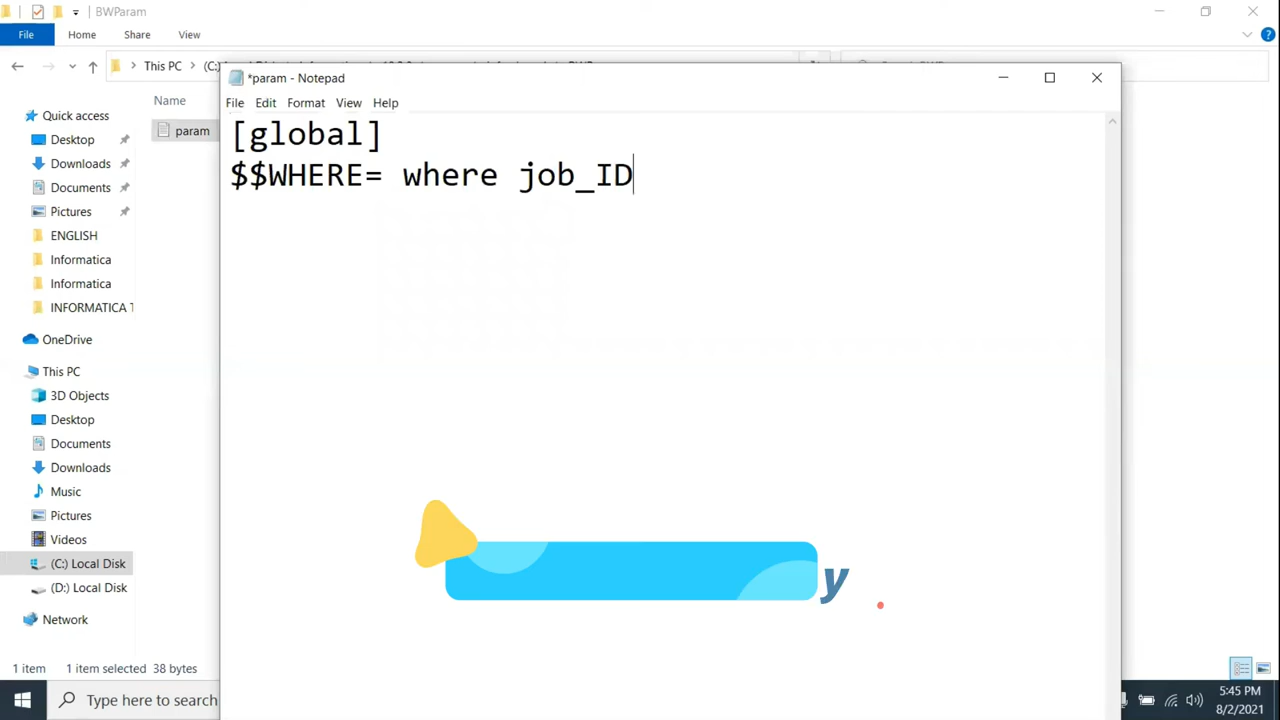 BWParam
File Home Share View
This PC (C:)
*param - Notepad
Name
File Edit Format View Help
param
[global]
$$WHERE= where job_ID
Quick access
Desktop
Downloads
Documents
Pictures
ENGLISH
Informatica
Informatica
INFORMATICA T
OneDrive
This PC
3D Objects
Desktop
Documents
Downloads
Music
Pictures
Videos
(C:) Local Disk
(D:) Local Disk
Network
y
1 item 1 item selected 38 bytes
Type here to search
5:45 PM
8/2/2021